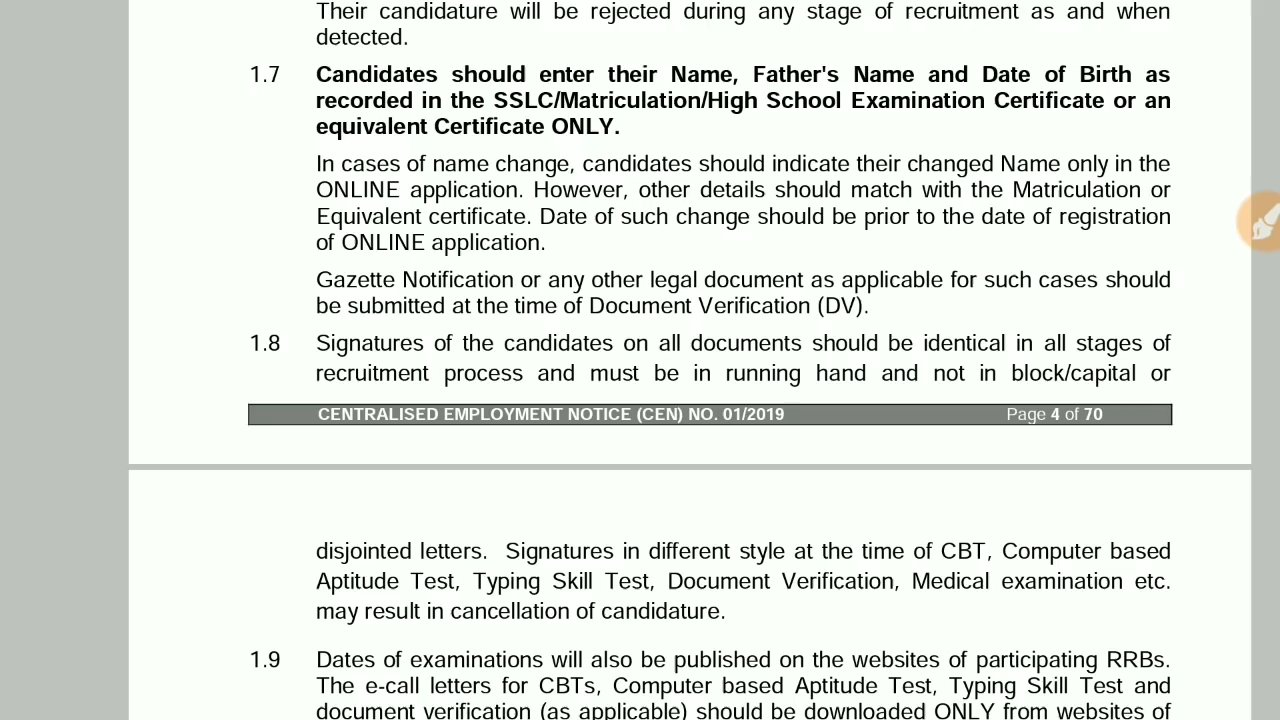 Their candidature will be rejected during any stage of recruitment as and when
detected.
1.7 Candidates should enter their Name, Father's Name and Date of Birth as
recorded in the SSLC/Matriculation/High School Examination Certificate or an
equivalent Certificate ONLY.
In cases of name change, candidates should indicate their changed Name only in the
ONLINE application. However, other details should match with the Matriculation or
Equivalent certificate. Date of such change should be prior to the date of registration
of ONLINE application.
Gazette Notification or any other legal document as applicable for such cases should
be submitted at the time of Document Verification (DV).
1.8 Signatures of the candidates on all documents should be identical in all stages of
recruitment process and must be in running hand and not in block/capital or
CENTRALISED EMPLOYMENT NOTICE (CEN) NO. 01/2019 Page 4 of 70
disjointed letters. Signatures in different style at the time of CBT, Computer based
Aptitude Test, Typing Skill Test, Document Verification, Medical examination etc.
may result in cancellation of candidature.
1.9 Dates of examinations will also be published on the websites of participating RRBs.
The e-call letters for CBTs, Computer based Aptitude Test, Typing Skill Test and
document verification (as applicable) should be downloaded ONLY from websites of